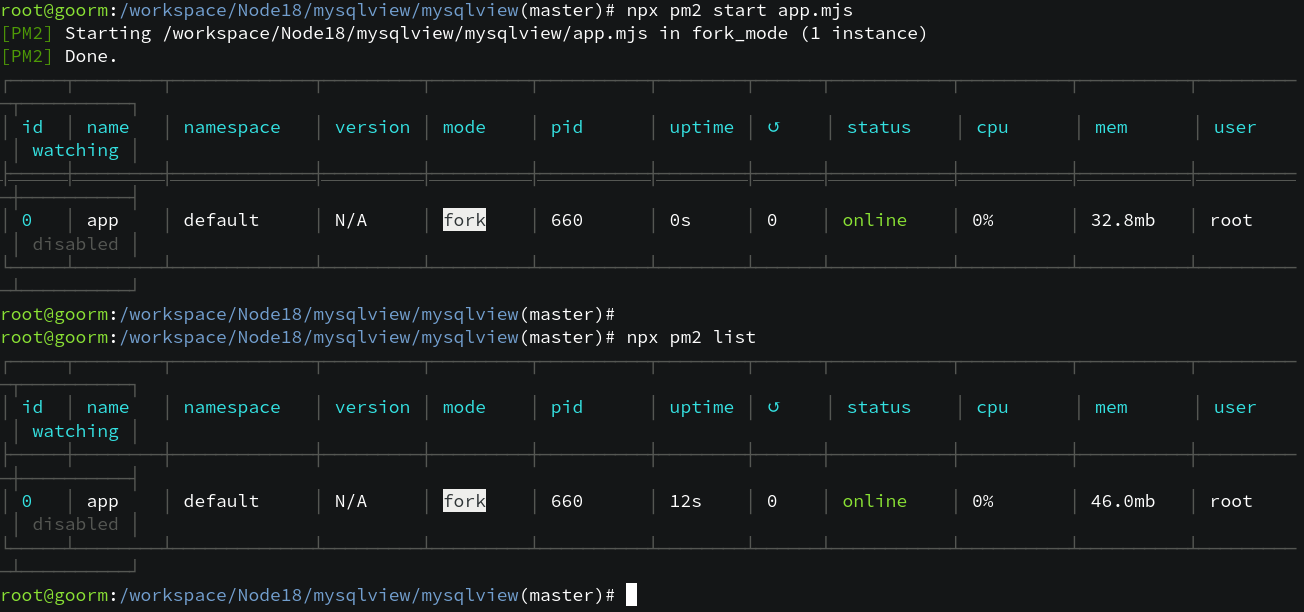 root@goorm:/workspace/Node18/mysqlview/mysqlview(master)# npx pm2 start app.mjs
[PM2] Starting /workspace/Node18/mysqlview/mysqlview/app.mjs in fork_mode (1 instance)
[PM2] Done.
id │ name │ namespace │ version │ mode │ pid │ uptime │ ↺ │ status │ cpu │ mem │ user
│ watching │
0 │ app │ default │ N/A │ fork │ 660 │ 0s │ 0 │ online │ 0% │ 32.8mb │ root
│ disabled │
root@goorm:/workspace/Node18/mysqlview/mysqlview(master)#
root@goorm:/workspace/Node18/mysqlview/mysqlview(master)# npx pm2 list
id │ name │ namespace │ version │ mode │ pid │ uptime │ ↺ │ status │ cpu │ mem │ user
│ watching │
0 │ app │ default │ N/A │ fork │ 660 │ 12s │ 0 │ online │ 0% │ 46.0mb │ root
│ disabled │
root@goorm:/workspace/Node18/mysqlview/mysqlview(master)#